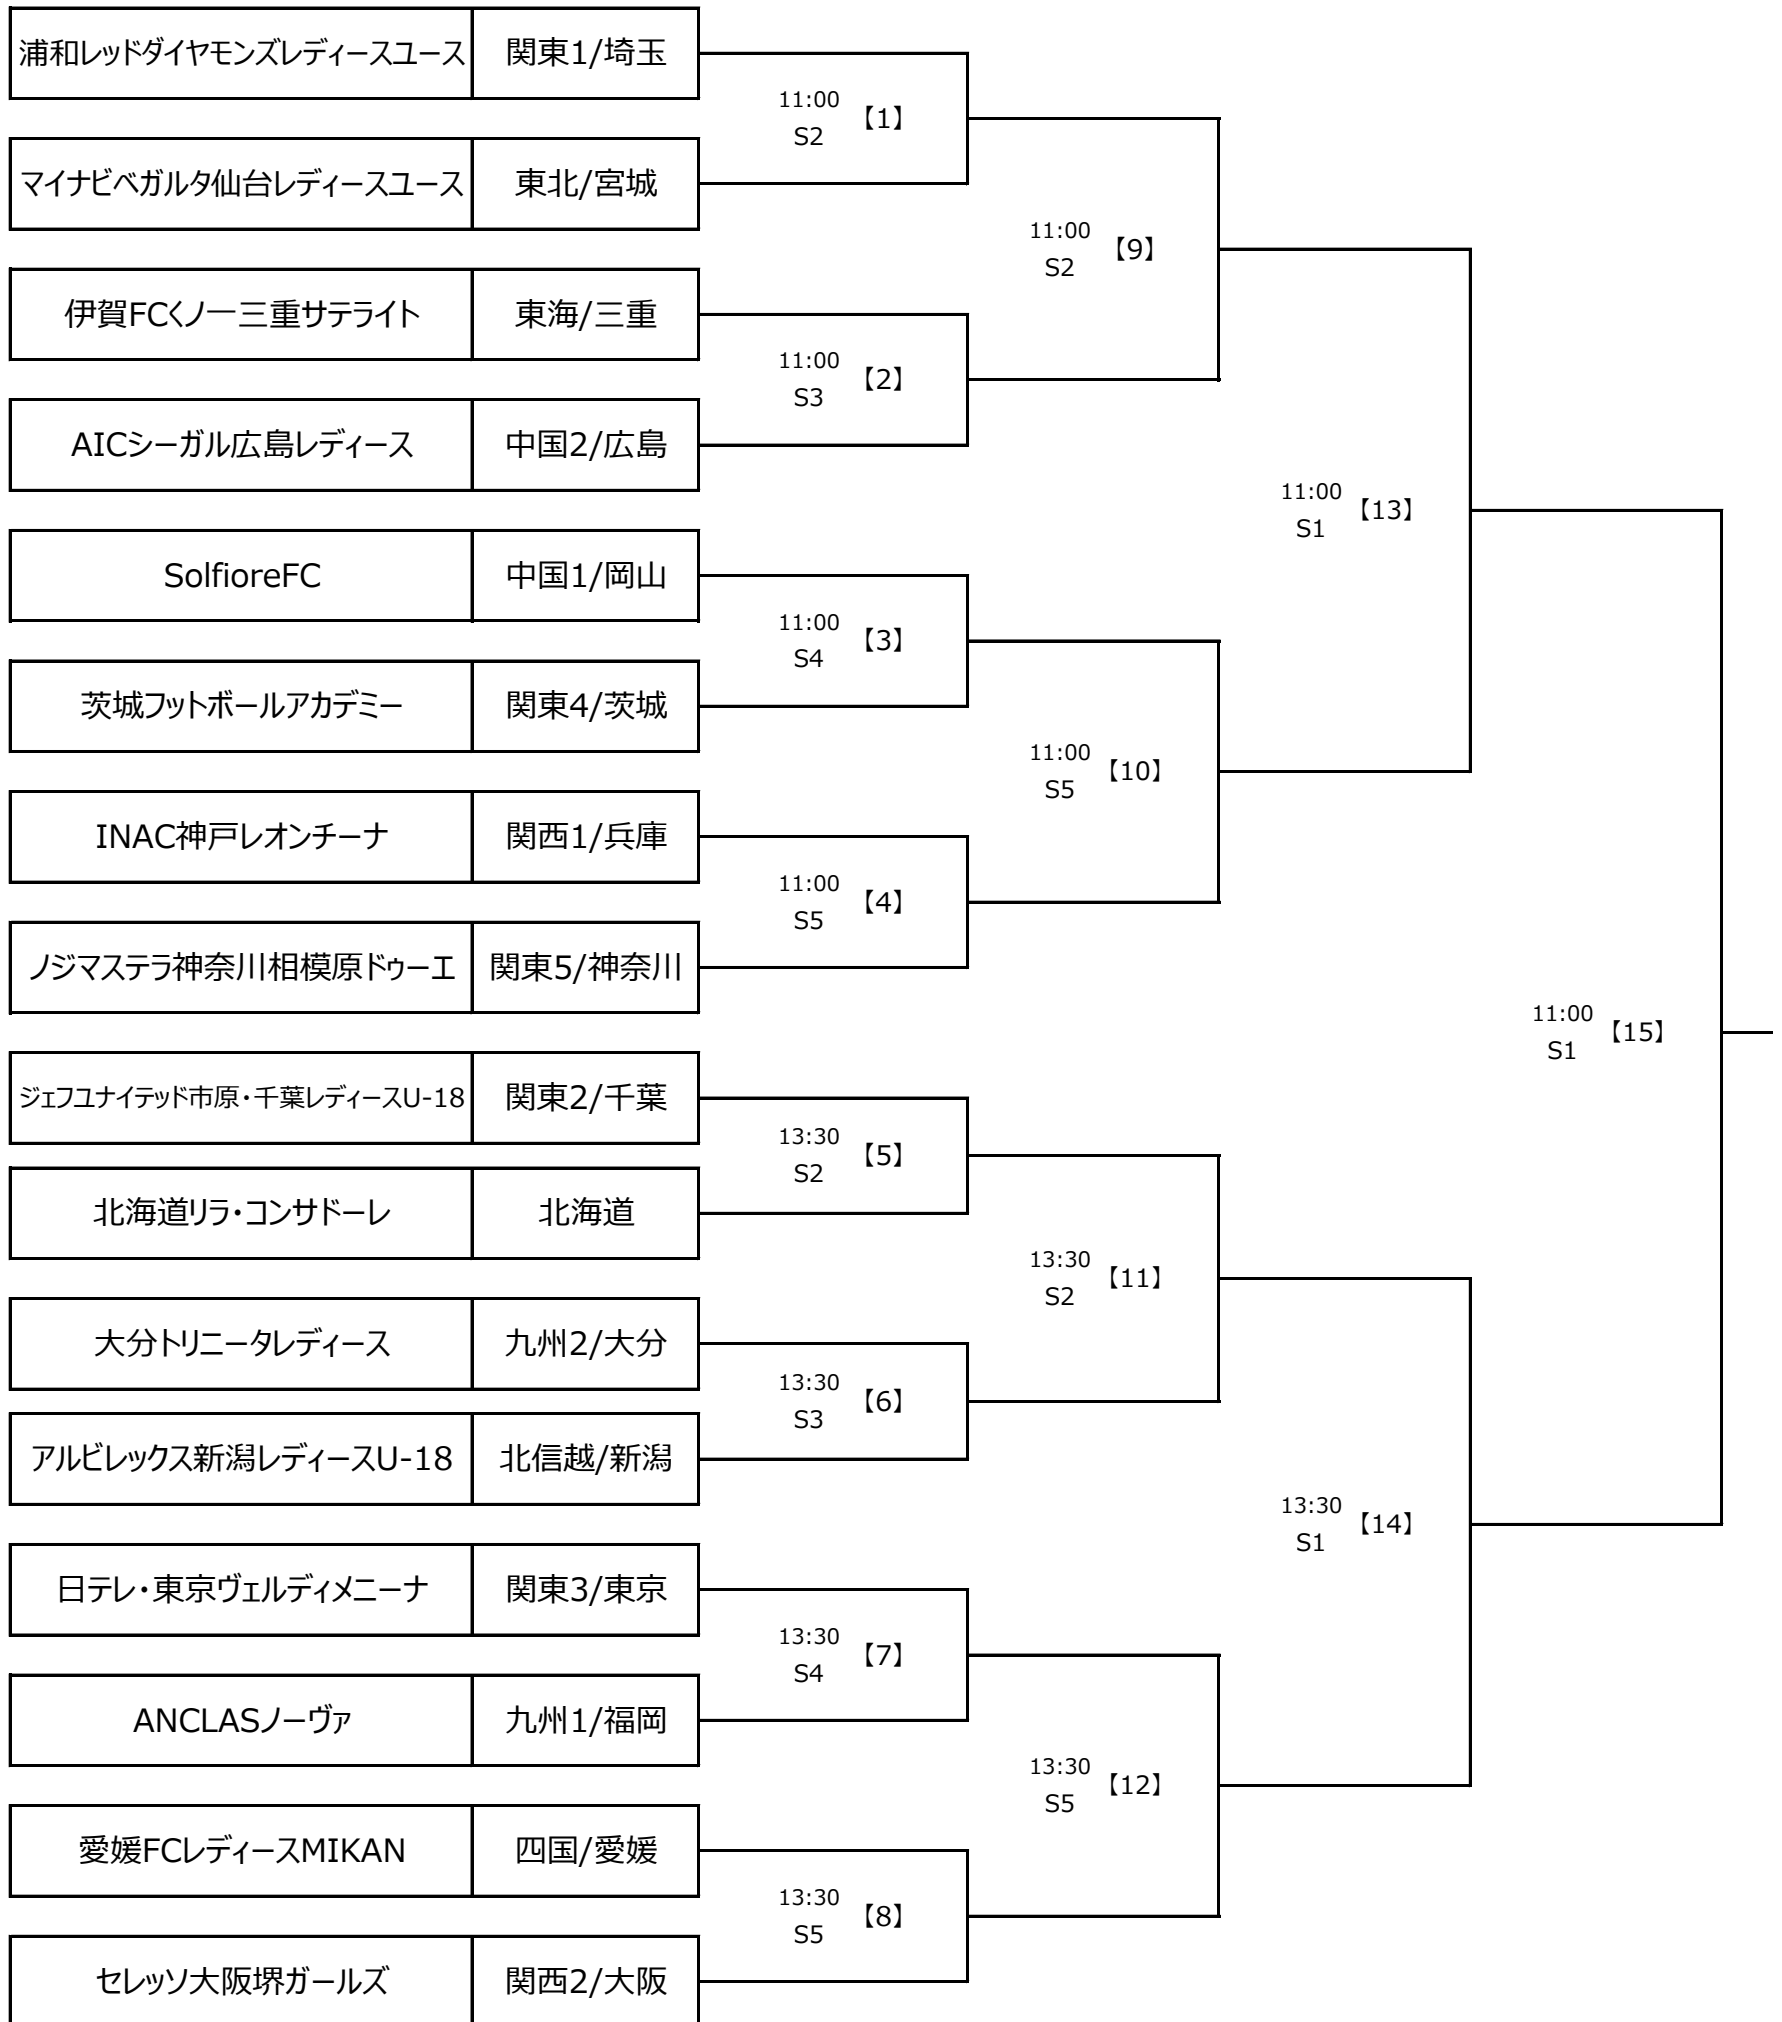 浦和レッドダイヤモンズレディースユース 関東1/埼玉
11:00 【1】
S2
マイナビベガルタ仙台レディースユース 東北/宮城
11:00 【9】
S2
伊賀FCくノ一三重サテライト 東海/三重
11:00 【2】
S3
AICシーガル広島レディース 中国2/広島
11:00 【13】
S1
SolfioreFC 中国1/岡山
11:00 【3】
S4
茨城フットボールアカデミー 関東4/茨城
11:00 【10】
S5
INAC神戸レオンチーナ 関西1/兵庫
11:00 【4】
S5
ノジマステラ神奈川相模原ドゥーエ 関東5/神奈川
11:00 【15】
S1
ジェフユナイテッド市原・千葉レディースU-18 関東2/千葉
13:30 【5】
S2
北海道リラ・コンサドーレ 北海道
13:30 【11】
S2
大分トリニータレディース 九州2/大分
13:30 【6】
S3
アルビレックス新潟レディースU-18 北信越/新潟
13:30 【14】
S1
日テレ・東京ヴェルディメニーナ 関東3/東京
13:30 【7】
S4
ANCLASノーヴァ 九州1/福岡
13:30 【12】
S5
愛媛FCレディースMIKAN 四国/愛媛
13:30 【8】
S5
セレッソ大阪堺ガールズ 関西2/大阪